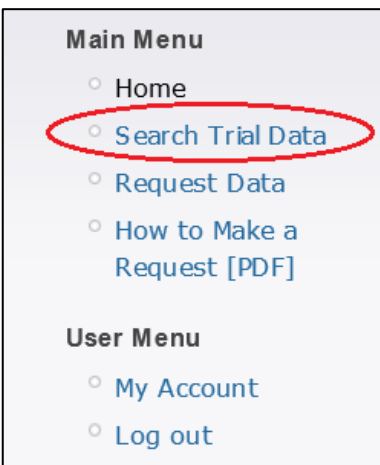 Main Menu
Home
Search Trial Data
Request Data
How to Make a
Request [PDF]
User Menu
My Account
Log out